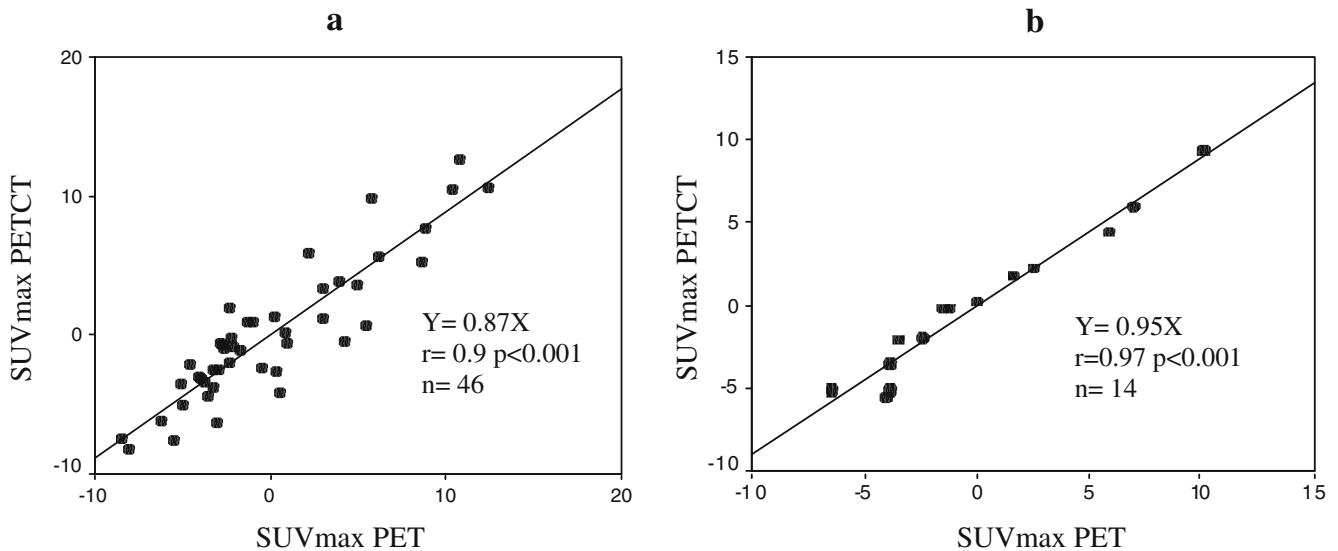 a
20
10
0
-10
-10
0
10
20
SUVmax PETCT
SUVmax PET
Y= 0.87X
r= 0.9 p<0.001
n= 46
b
15
10
5
0
-5
-10
-10
-5
0
5
10
15
SUVmax PETCT
SUVmax PET
Y= 0.95X
r=0.97 p<0.001
n= 14